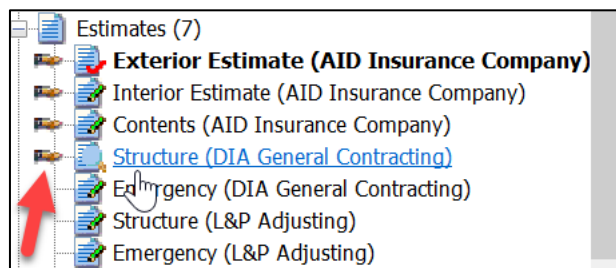 Estimates (7)
Exterior Estimate (AID Insurance Company)
Interior Estimate (AID Insurance Company)
Contents (AID Insurance Company)
Structure (DIA General Contracting)
Emergency (DIA General Contracting)
Structure (L&P Adjusting)
Emergency (L&P Adjusting)